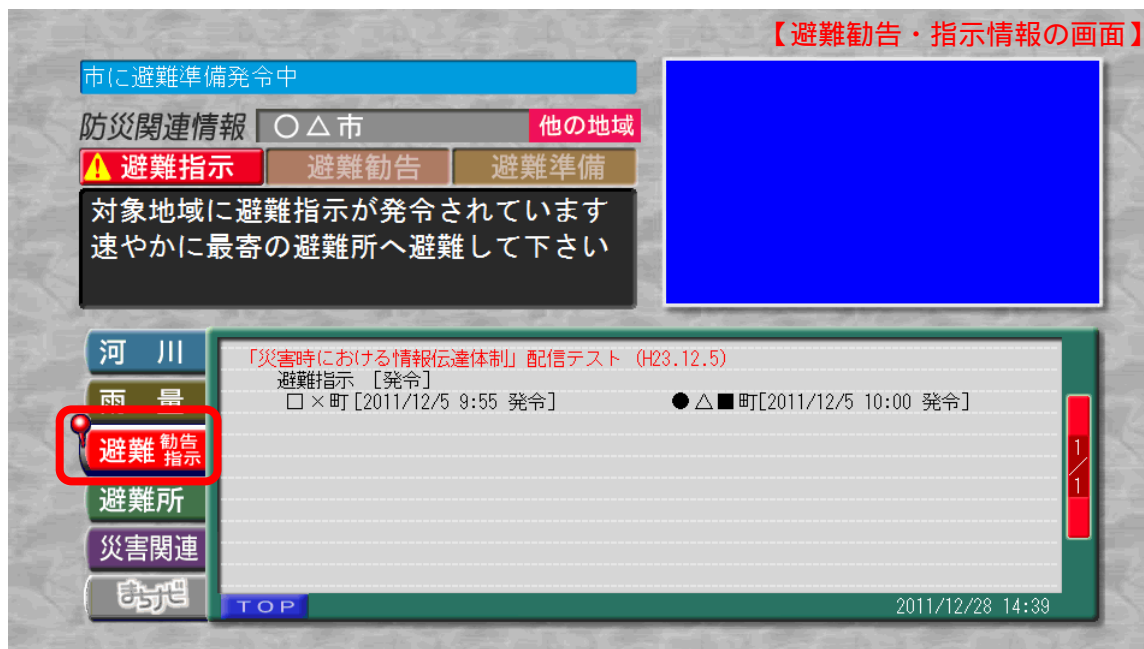 【避難勧告・指示情報の画面】
市に避難準備発令中
防災関連情報 ○△市 他の地域
避難指示 避難勧告 避難準備
対象地域に避難指示が発令されています
速やかに最寄の避難所へ避難して下さい
河 川
雨 量
避難 勧告 指示
避難所
災害関連
まちナビ
「災害時における情報伝達体制」配信テスト (H23.12.5)
避難指示 [発令]
□×町[2011/12/5 9:55 発令] ●△■町[2011/12/5 10:00 発令]
1/1
TOP 2011/12/28 14:39